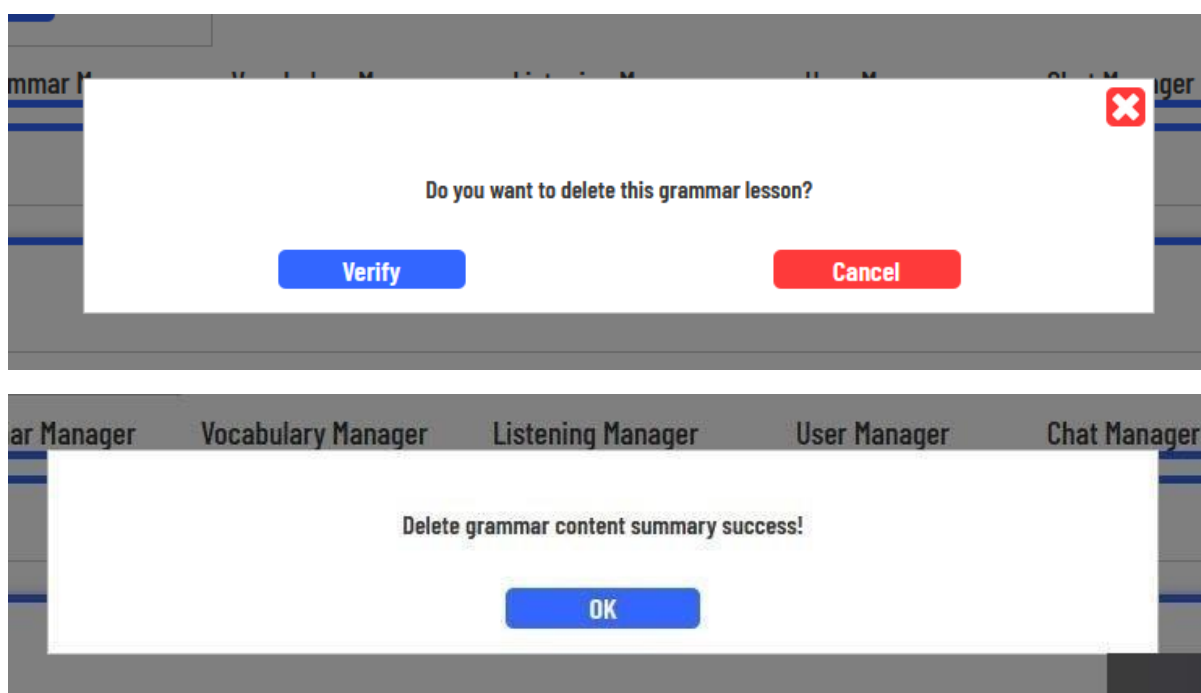 Do you want to delete this grammar lesson?
Verify Cancel
ar Manager Vocabulary Manager Listening Manager User Manager Chat Manager
Delete grammar content summary success!
OK